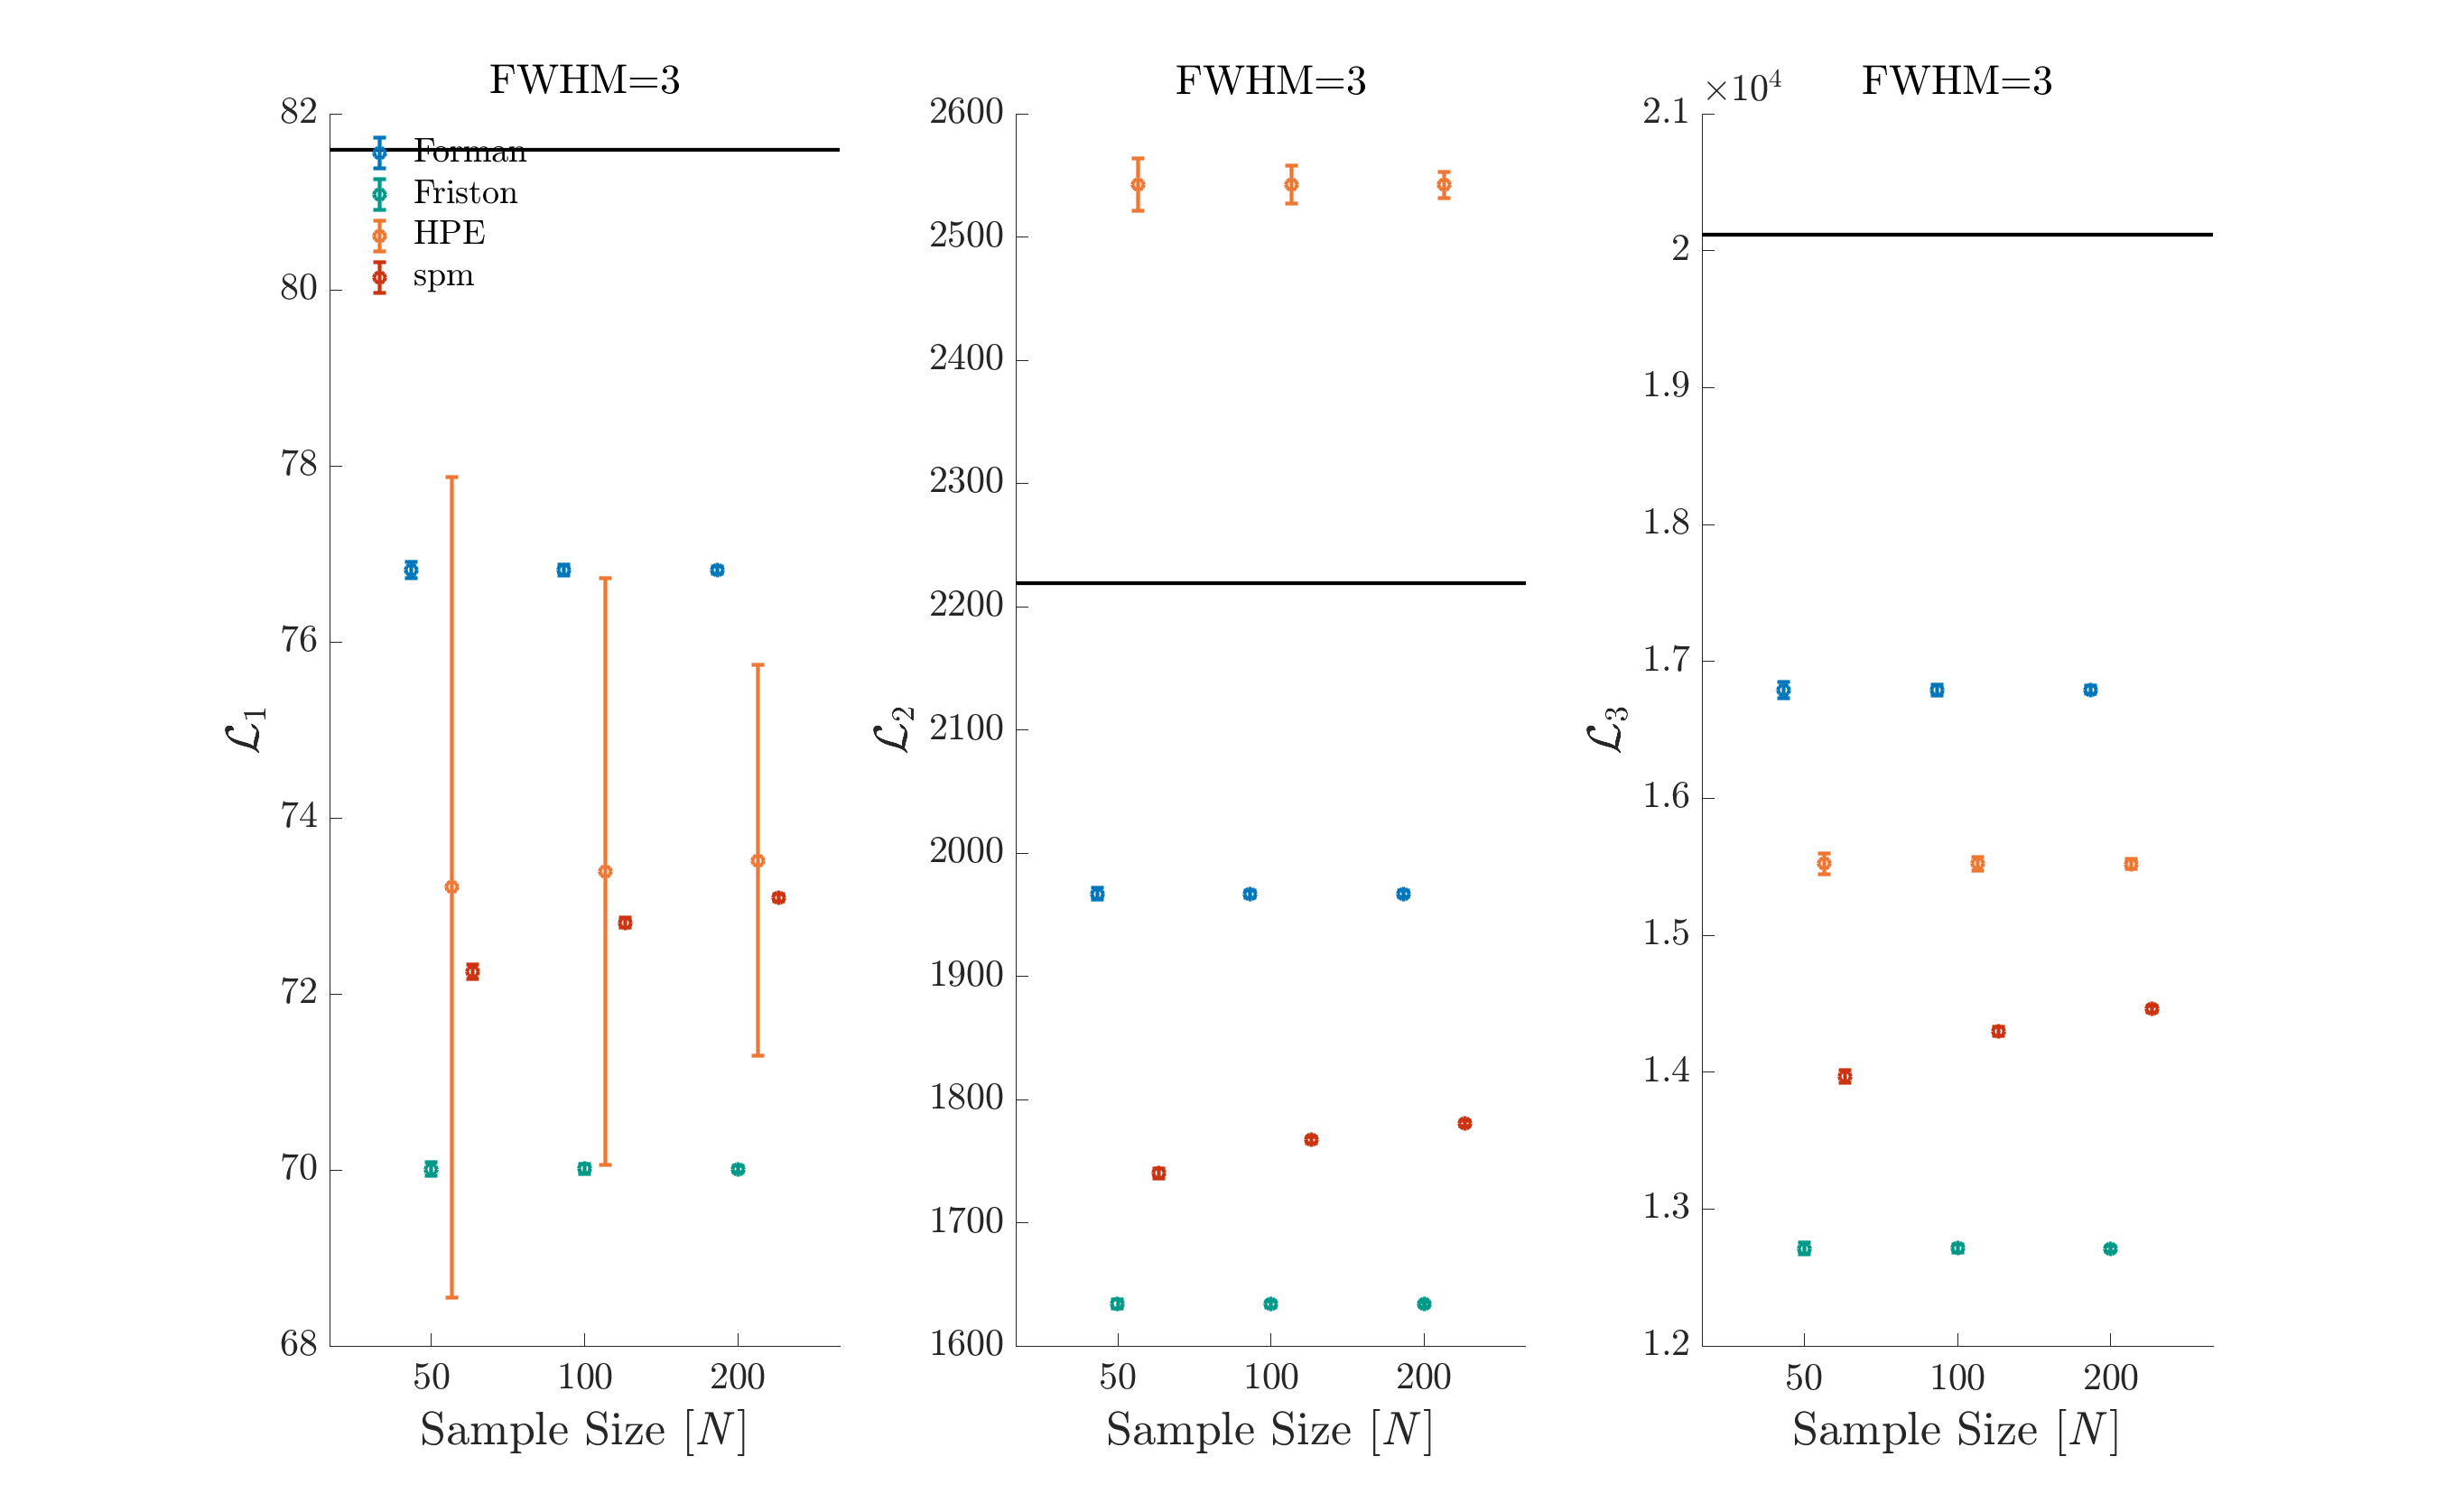 FWHM=3
82
80
78
76
74
72
70
68
ℒ1
Forman
Friston
HPE
spm
50 100 200
Sample Size [N]
FWHM=3
2600
2500
2400
2300
2200
2100
2000
1900
1800
1700
1600
ℒ2
50 100 200
Sample Size [N]
FWHM=3
×10^4
2.1
2
1.9
1.8
1.7
1.6
1.5
1.4
1.3
1.2
ℒ3
50 100 200
Sample Size [N]